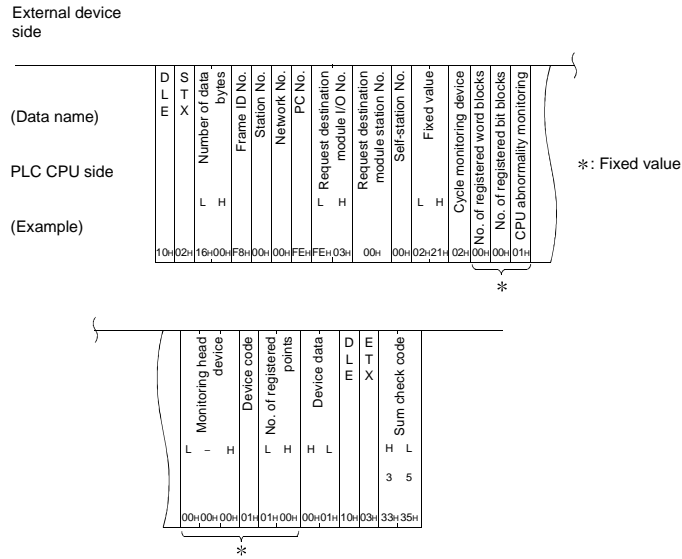 External device
side
(Data name)
PLC CPU side
(Example)
D
L
E
S
T
X
Number of data
bytes
L H
Frame ID No.
Station No.
Network No.
PC No.
Request destination
module I/O No.
L H
Request destination
module station No.
Self-station No.
Fixed value
L H
Cycle monitoring device
No. of registered word blocks
No. of registered bit blocks
CPU abnormality monitoring
10H 02H 16H 00H F8H 00H 00H FEH FEH 03H 00H 00H 02H 21H 02H 00H 00H 01H
*
*: Fixed value
Monitoring head
device
L – H
Device code
No. of registered
points
L H
Device data
H L
D
L
E
E
T
X
Sum check code
H L
3 5
00H 00H 00H 01H 01H 00H 00H 01H 10H 03H 33H 35H
*